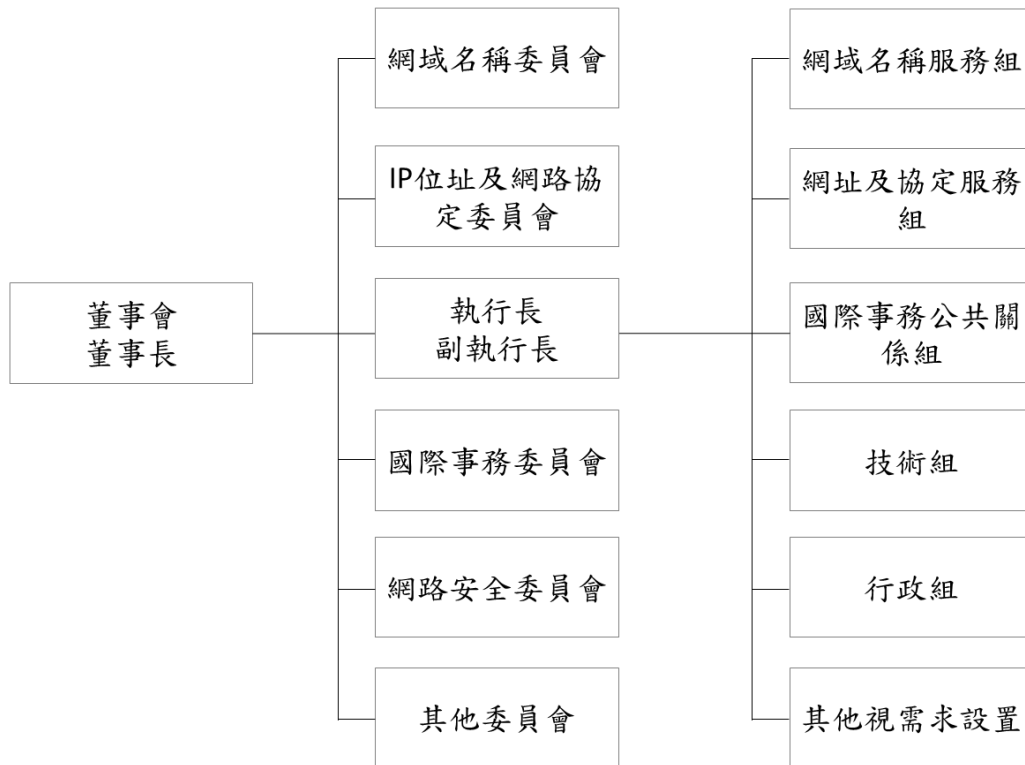 董事會
董事長
網域名稱委員會
IP位址及網路協
定委員會
執行長
副執行長
國際事務委員會
網路安全委員會
其他委員會
網域名稱服務組
網址及協定服務
組
國際事務公共關
係組
技術組
行政組
其他視需求設置